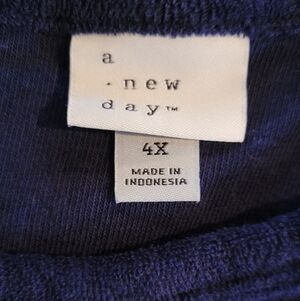 a
· new
day™
4X
MADE IN
INDONESIA